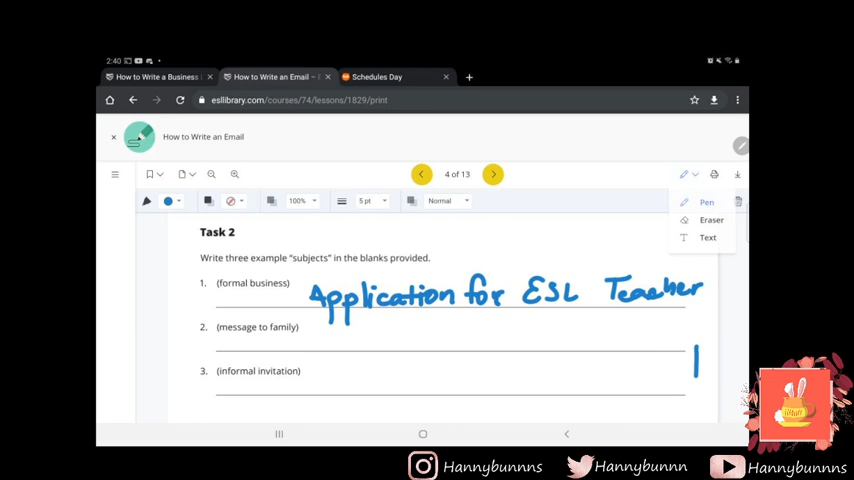 2:40
How to Write a Business L
How to Write an Email – E
Schedules Day
esllibrary.com/courses/74/lessons/1829/print
How to Write an Email
4 of 13
100%
5 pt
Normal
Pen
Eraser
Text
Task 2
Write three example “subjects” in the blanks provided.
1. (formal business) Application for ESL Teacher
2. (message to family)
3. (informal invitation)
Hannybunnns
Hannybunnn
Hannybunnns